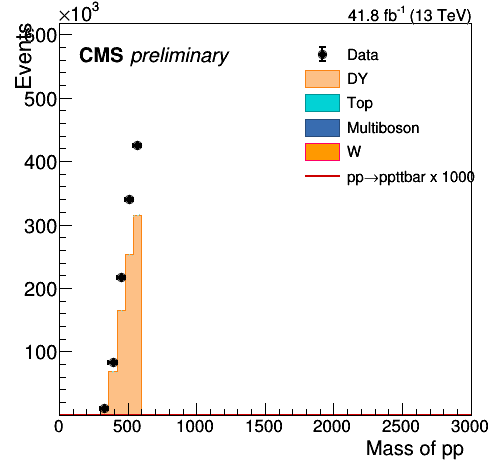 ×10³
41.8 fb⁻¹ (13 TeV)
Events
CMS preliminary
Data
DY
Top
Multiboson
W
pp→ppttbar x 1000
600
500
400
300
200
100
0 500 1000 1500 2000 2500 3000
Mass of pp